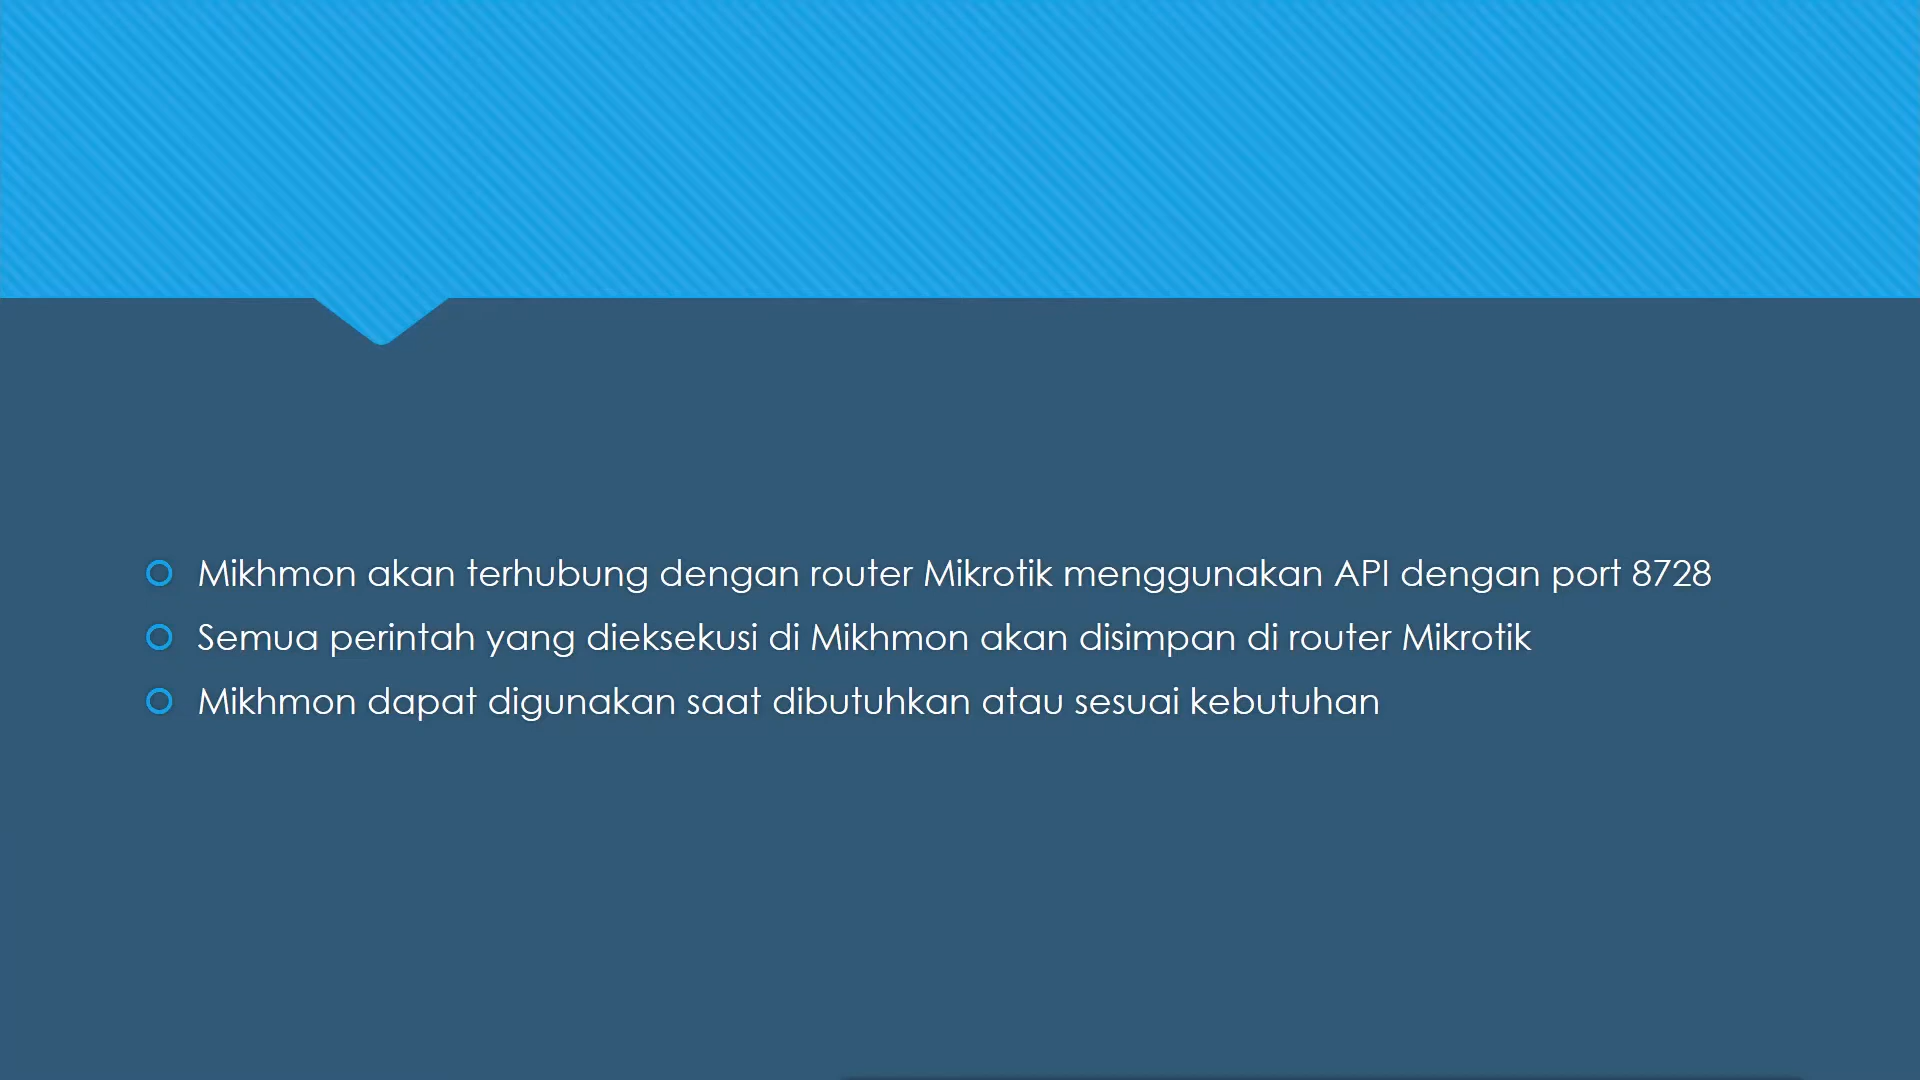 Mikhmon akan terhubung dengan router Mikrotik menggunakan API dengan port 8728
Semua perintah yang dieksekusi di Mikhmon akan disimpan di router Mikrotik
Mikhmon dapat digunakan saat dibutuhkan atau sesuai kebutuhan